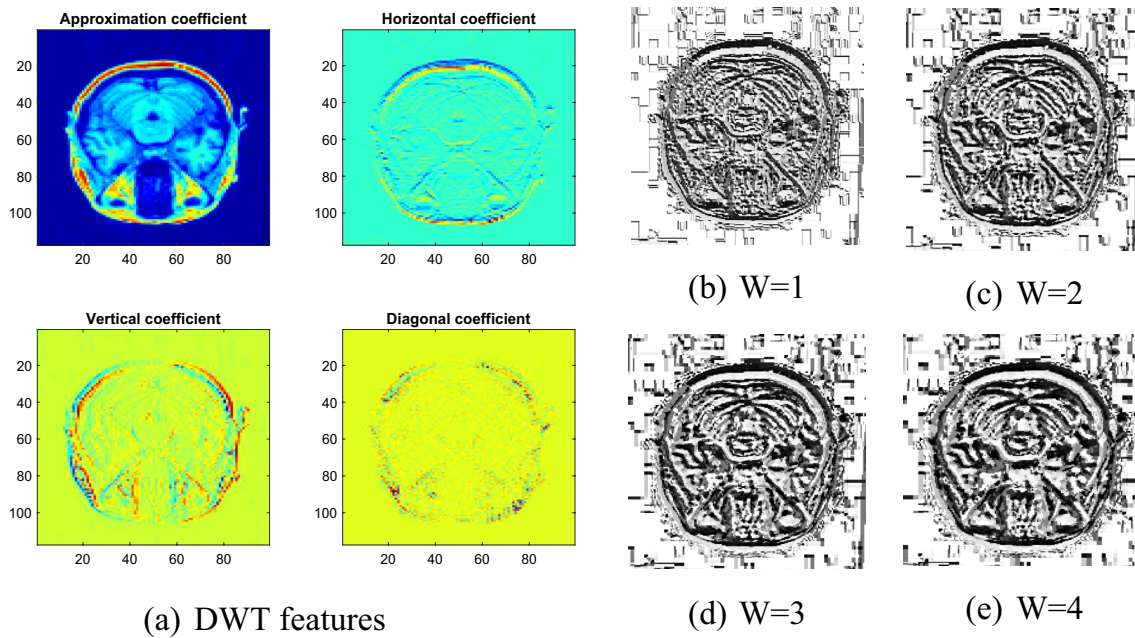 Approximation coefficient
20
40
60
80
100
20 40 60 80
Horizontal coefficient
20
40
60
80
100
20 40 60 80
Vertical coefficient
20
40
60
80
100
20 40 60 80
Diagonal coefficient
20
40
60
80
100
20 40 60 80
(a) DWT features
(b) W=1
(c) W=2
(d) W=3
(e) W=4